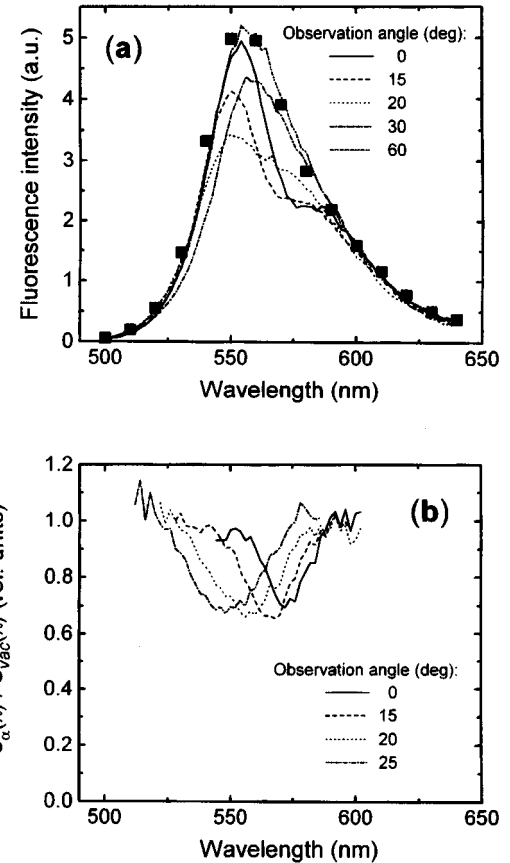 (a)
Observation angle (deg):
0
15
20
30
60
5
4
3
2
1
0
Fluorescence intensity (a.u.)
500 550 600 650
Wavelength (nm)
(b)
1.2
1.0
0.8
0.6
0.4
0.2
0.0
Observation angle (deg):
0
15
20
25
500 550 600 650
Wavelength (nm)